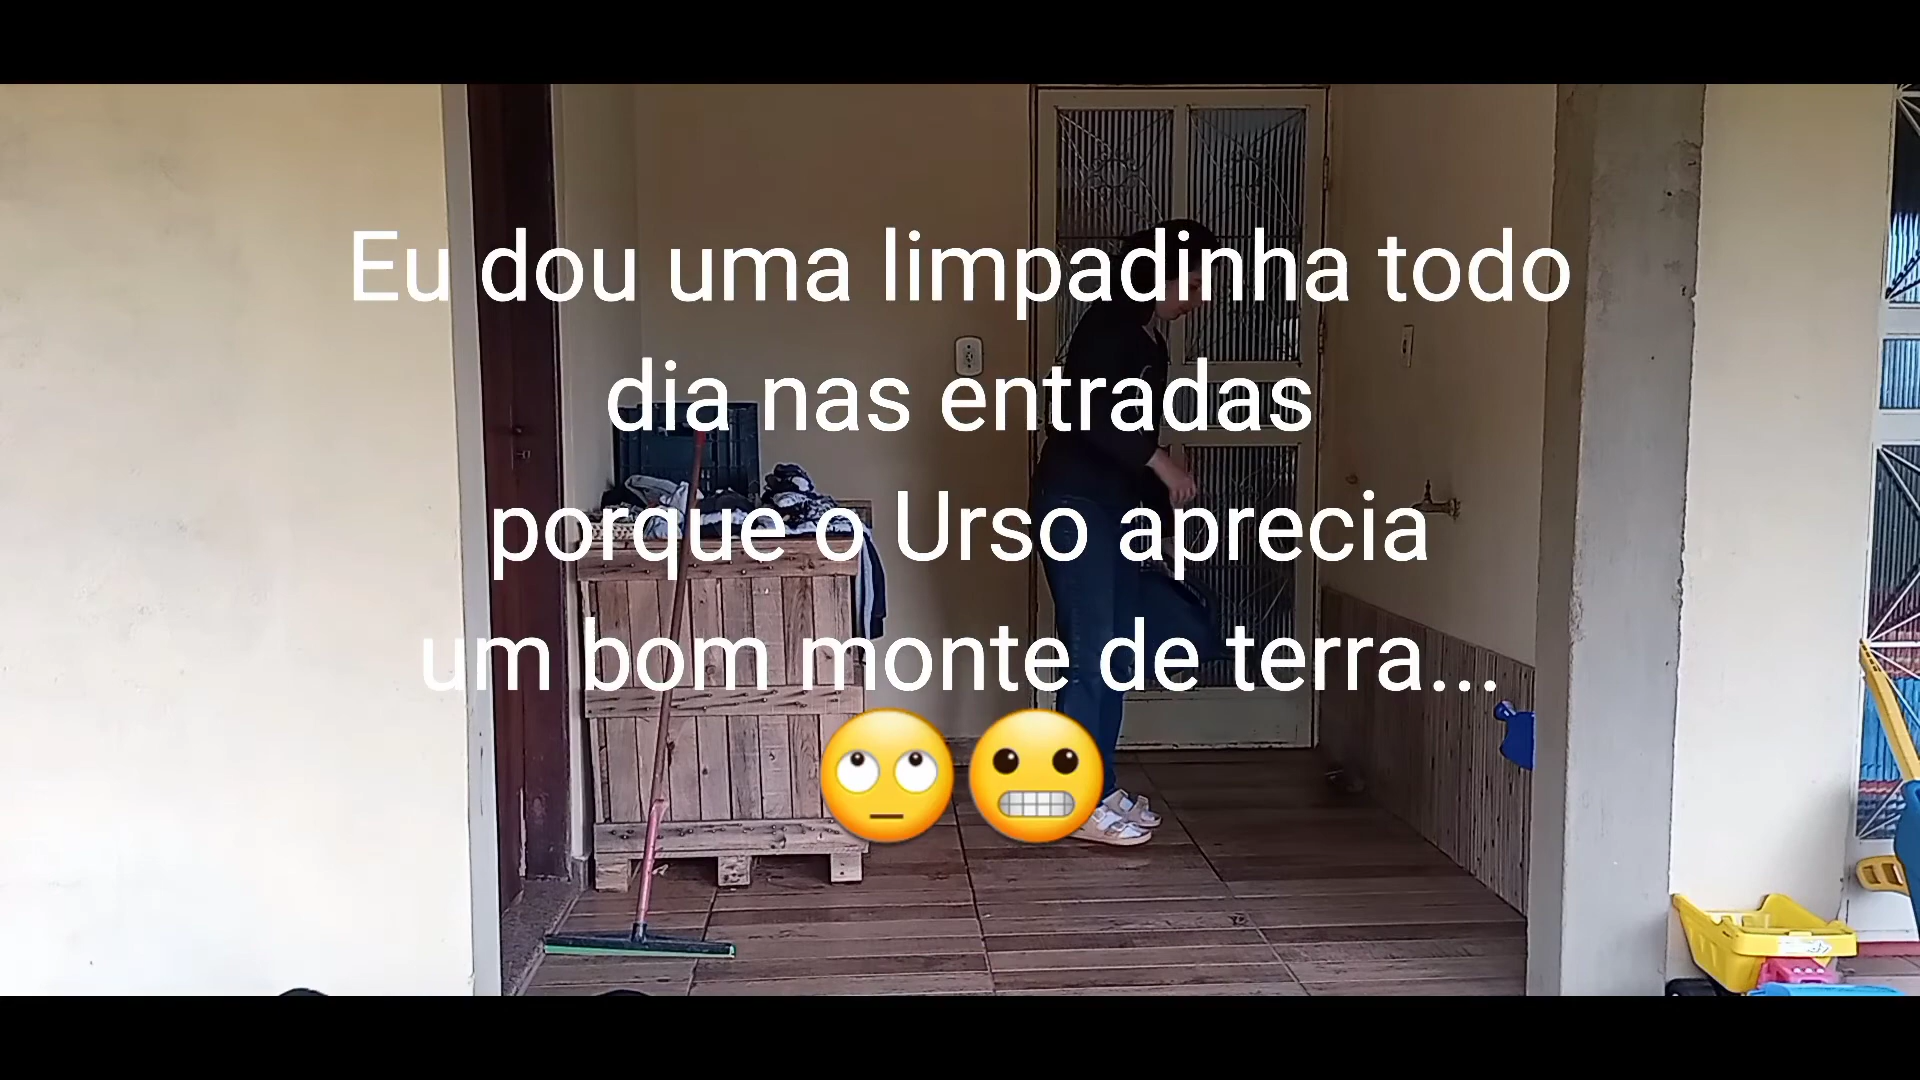 Eu dou uma limpadinha todo
dia nas entradas
porque o Urso aprecia
um bom monte de terra...
🙄😬